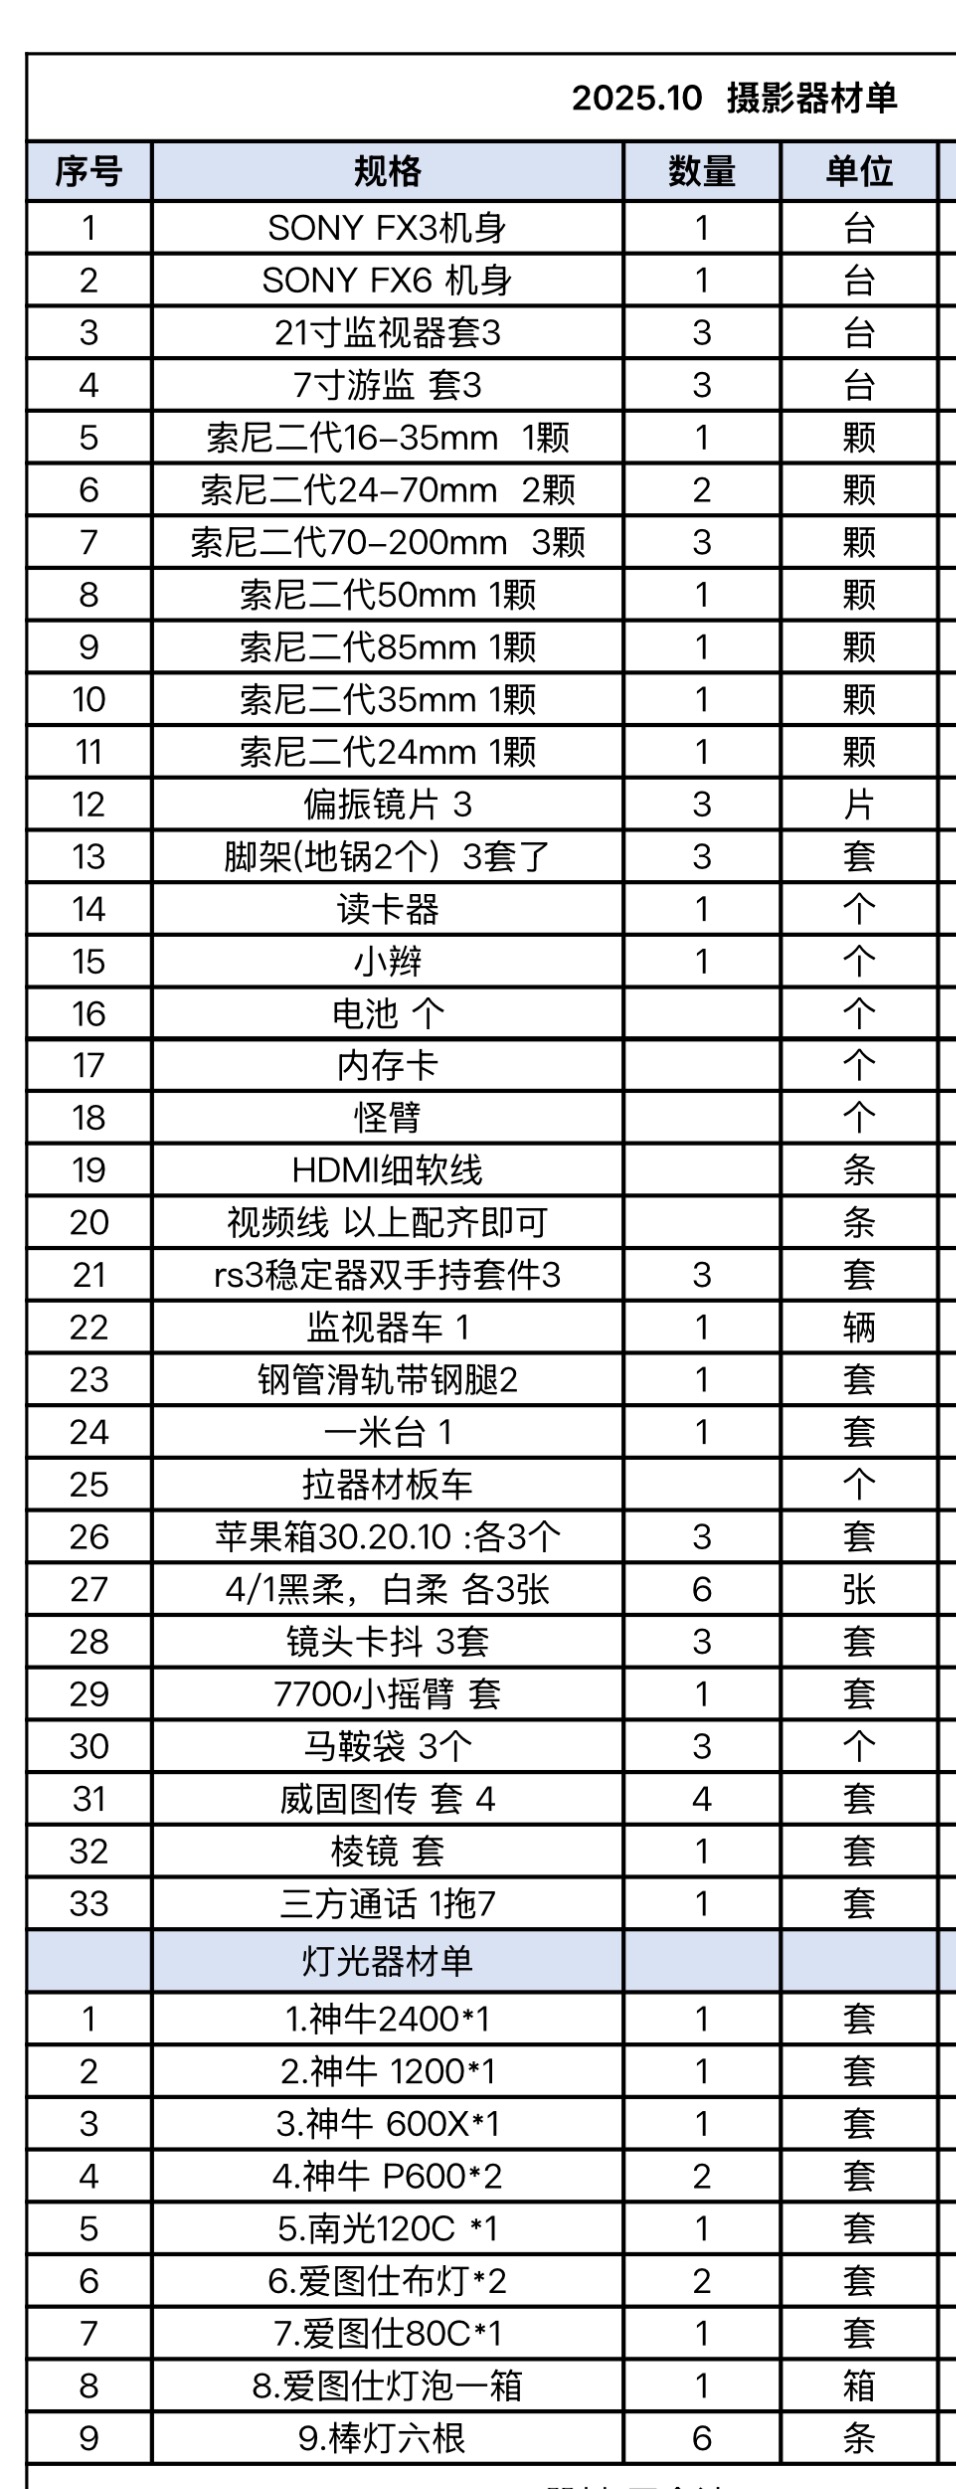 2025.10 摄影器材单
序号 规格 数量 单位
1 SONY FX3机身 1 台
2 SONY FX6 机身 1 台
3 21寸监视器套3 3 台
4 7寸游监 套3 3 台
5 索尼二代16-35mm 1颗 1 颗
6 索尼二代24-70mm 2颗 2 颗
7 索尼二代70-200mm 3颗 3 颗
8 索尼二代50mm 1颗 1 颗
9 索尼二代85mm 1颗 1 颗
10 索尼二代35mm 1颗 1 颗
11 索尼二代24mm 1颗 1 颗
12 偏振镜片 3 3 片
13 脚架(地锅2个）3套了 3 套
14 读卡器 1 个
15 小辫 1 个
16 电池 个 个
17 内存卡 个
18 怪臂 个
19 HDMI细软线 条
20 视频线 以上配齐即可 条
21 rs3稳定器双手持套件3 3 套
22 监视器车 1 1 辆
23 钢管滑轨带钢腿2 1 套
24 一米台 1 1 套
25 拉器材板车 个
26 苹果箱30.20.10 :各3个 3 套
27 4/1黑柔，白柔 各3张 6 张
28 镜头卡抖 3套 3 套
29 7700小摇臂 套 1 套
30 马鞍袋 3个 3 个
31 威固图传 套 4 4 套
32 棱镜 套 1 套
33 三方通话 1拖7 1 套
灯光器材单
1 1.神牛2400*1 1 套
2 2.神牛 1200*1 1 套
3 3.神牛 600X*1 1 套
4 4.神牛 P600*2 2 套
5 5.南光120C *1 1 套
6 6.爱图仕布灯*2 2 套
7 7.爱图仕80C*1 1 套
8 8.爱图仕灯泡一箱 1 箱
9 9.棒灯六根 6 条